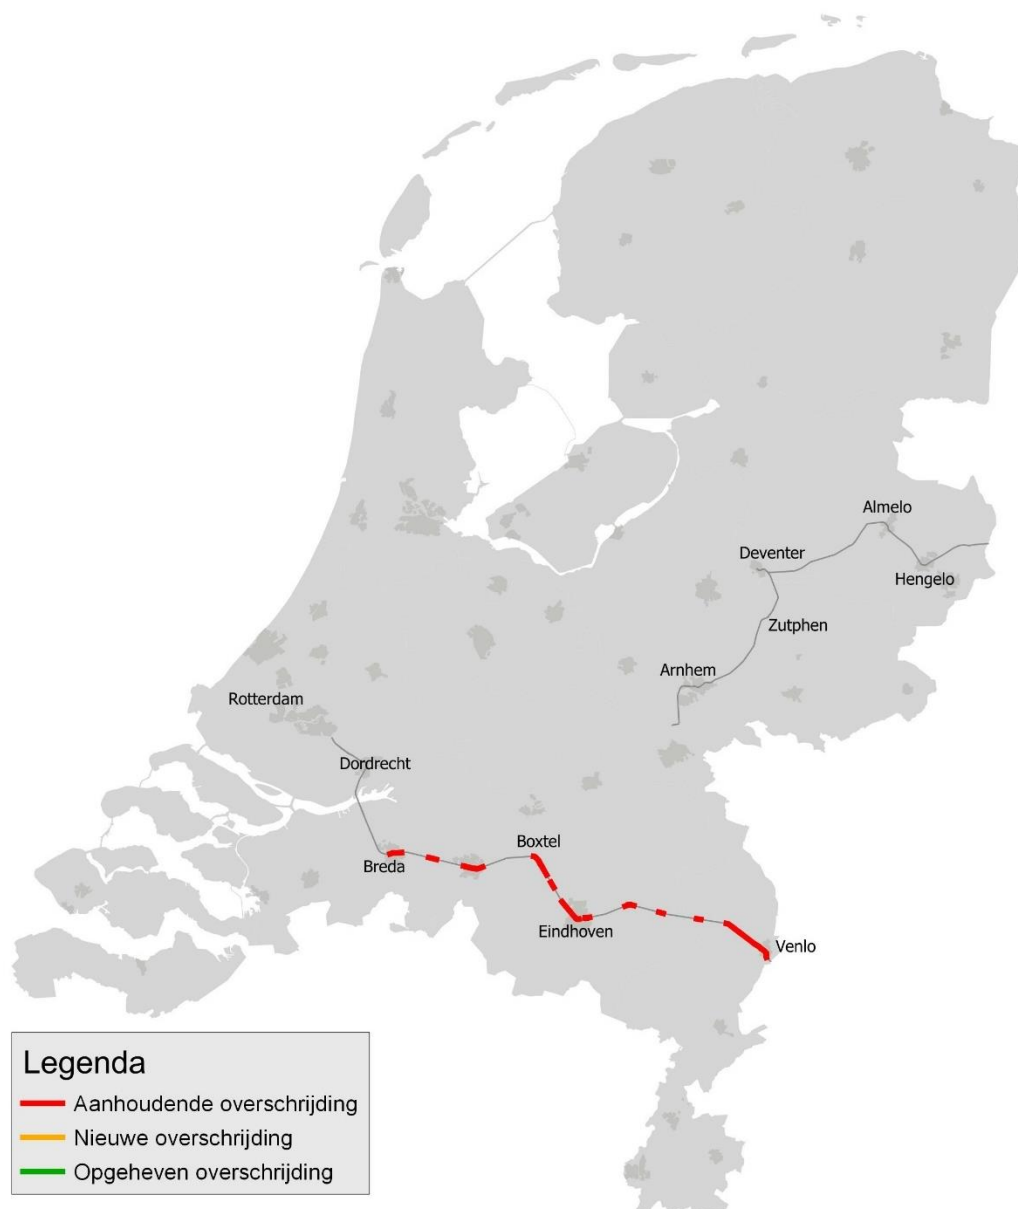 Almelo
Deventer
Hengelo
Zutphen
Arnhem
Rotterdam
Dordrecht
Boxtel
Breda
Eindhoven
Venlo
Legenda
Aanhoudende overschrijding
Nieuwe overschrijding
Opgeheven overschrijding